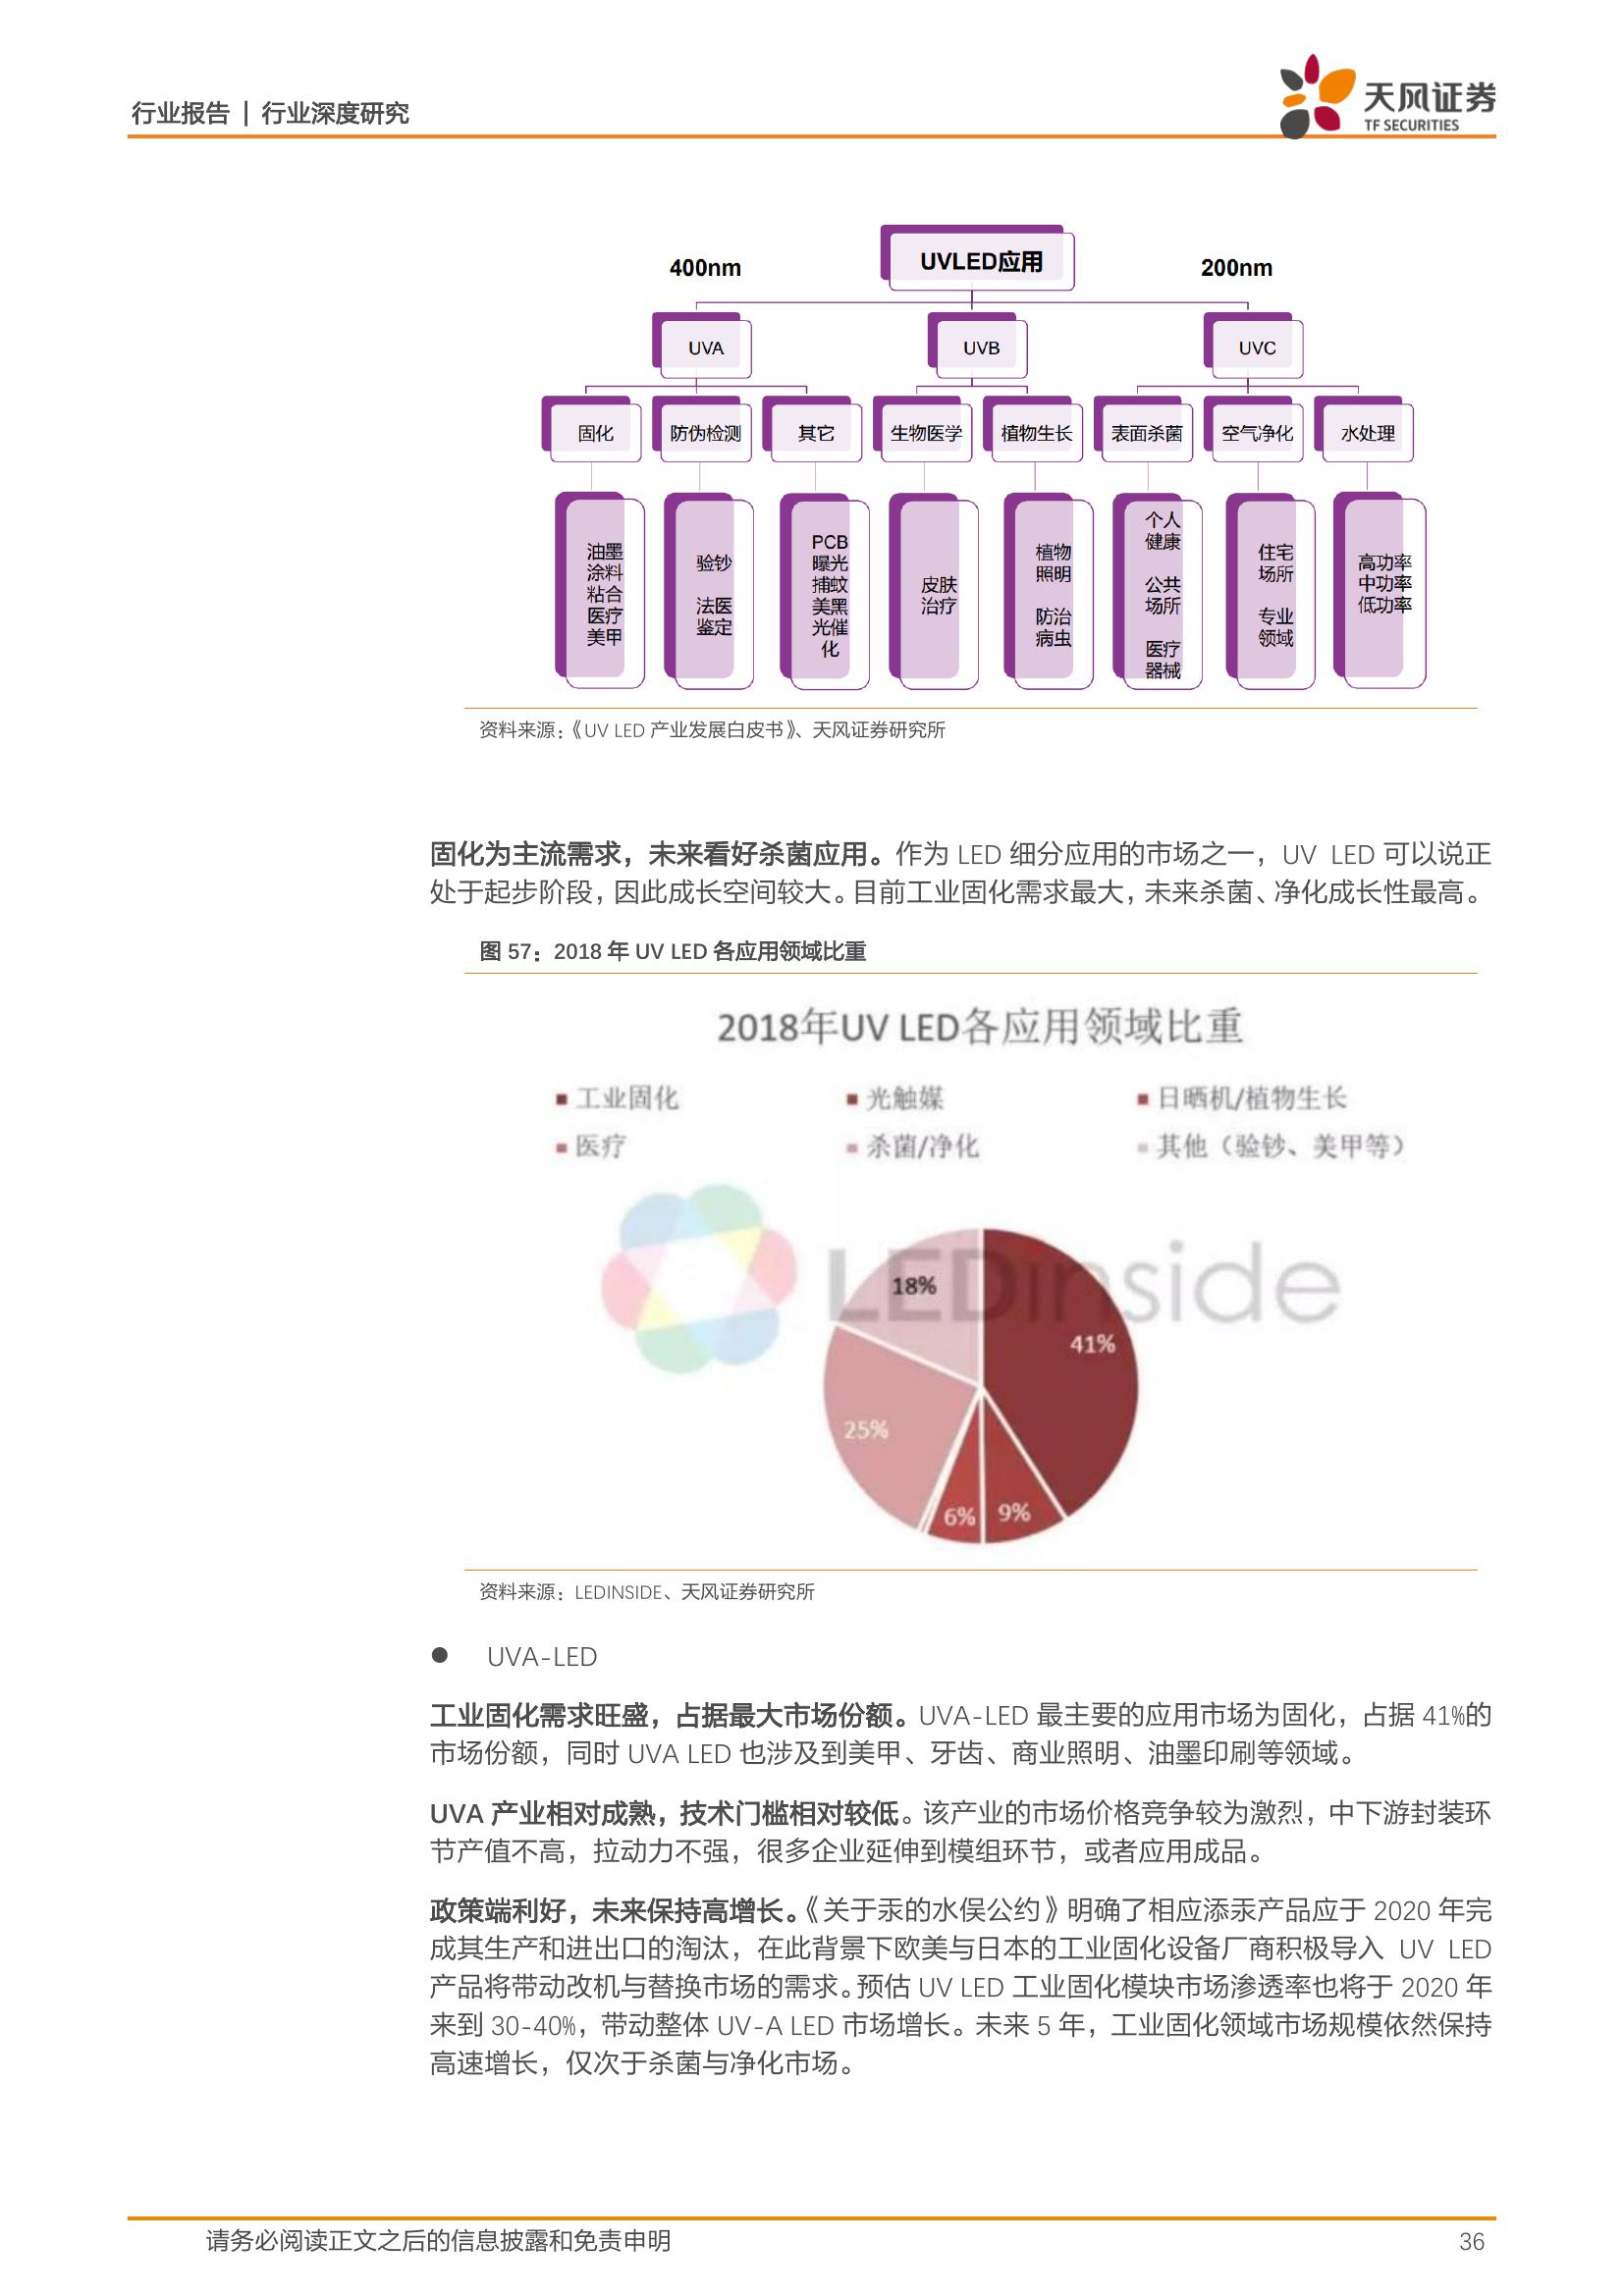 行业报告 | 行业深度研究
天风证券
TF SECURITIES
400nm
UVLED应用
200nm
UVA
UVB
UVC
固化
防伪检测
其它
生物医学
植物生长
表面杀菌
空气净化
水处理
油墨
涂料
粘合
医疗
美甲
验钞
法医
鉴定
PCB
曝光
捕蚊
美黑
光催
化
皮肤
治疗
植物
照明
防治
病虫
个人
健康
公共
场所
医疗
器械
住宅
场所
专业
领域
高功率
中功率
低功率
资料来源：《UV LED 产业发展白皮书》、天风证券研究所
固化为主流需求，未来看好杀菌应用。作为 LED 细分应用的市场之一，UV LED 可以说正
处于起步阶段，因此成长空间较大。目前工业固化需求最大，未来杀菌、净化成长性最高。
图 57：2018 年 UV LED 各应用领域比重
2018年UV LED各应用领域比重
工业固化
光触媒
日晒机/植物生长
医疗
杀菌/净化
其他（验钞、美甲等）
LEDinside
18%
41%
25%
6%
9%
资料来源：LEDINSIDE、天风证券研究所
● UVA-LED
工业固化需求旺盛，占据最大市场份额。UVA-LED 最主要的应用市场为固化，占据 41%的
市场份额，同时 UVA LED 也涉及到美甲、牙齿、商业照明、油墨印刷等领域。
UVA 产业相对成熟，技术门槛相对较低。该产业的市场价格竞争较为激烈，中下游封装环
节产值不高，拉动力不强，很多企业延伸到模组环节，或者应用成品。
政策端利好，未来保持高增长。《关于汞的水俣公约》明确了相应添汞产品应于 2020 年完
成其生产和进出口的淘汰，在此背景下欧美与日本的工业固化设备厂商积极导入 UV LED
产品将带动改机与替换市场的需求。预估 UV LED 工业固化模块市场渗透率也将于 2020 年
来到 30-40%，带动整体 UV-A LED 市场增长。未来 5 年，工业固化领域市场规模依然保持
高速增长，仅次于杀菌与净化市场。
请务必阅读正文之后的信息披露和免责申明
36